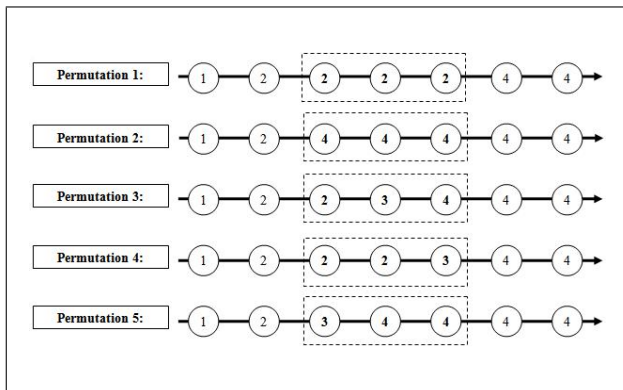 Permutation 1: 1 2 2 2 2 4 4
Permutation 2: 1 2 4 4 4 4 4
Permutation 3: 1 2 2 3 4 4 4
Permutation 4: 1 2 2 2 3 4 4
Permutation 5: 1 2 3 4 4 4 4